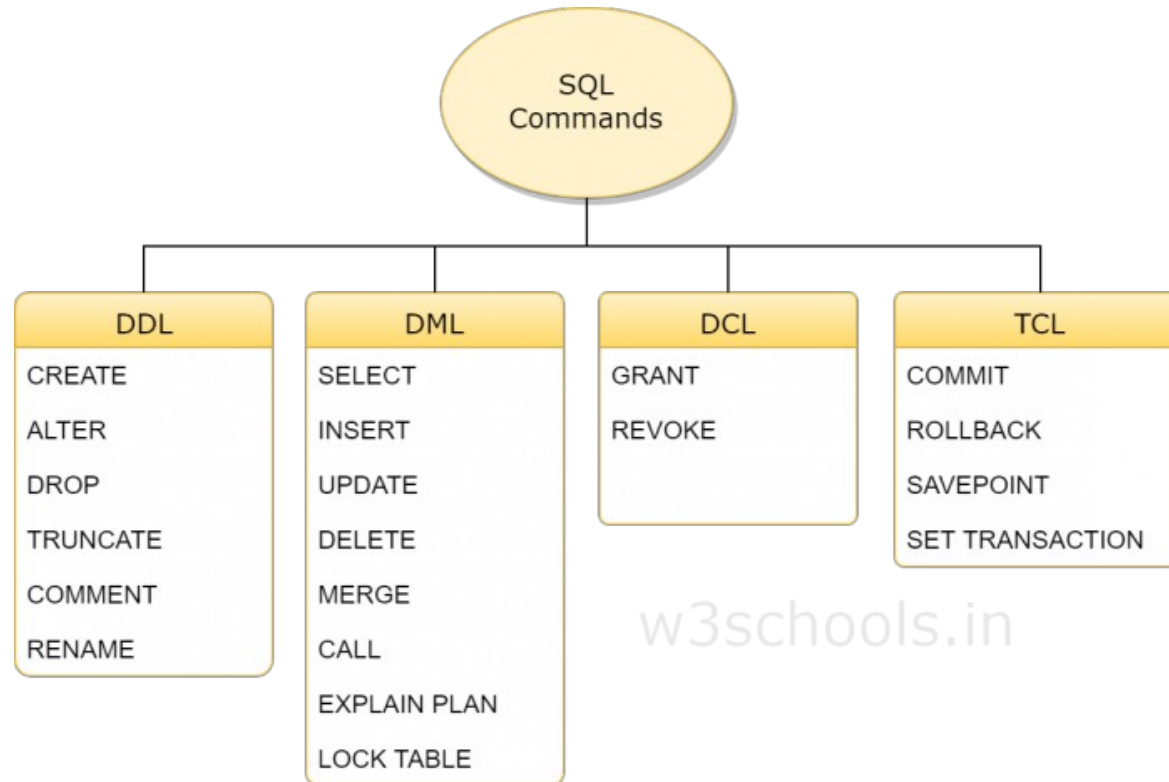 SQL
Commands
DDL
CREATE
ALTER
DROP
TRUNCATE
COMMENT
RENAME
DML
SELECT
INSERT
UPDATE
DELETE
MERGE
CALL
EXPLAIN PLAN
LOCK TABLE
DCL
GRANT
REVOKE
TCL
COMMIT
ROLLBACK
SAVEPOINT
SET TRANSACTION
w3schools.in